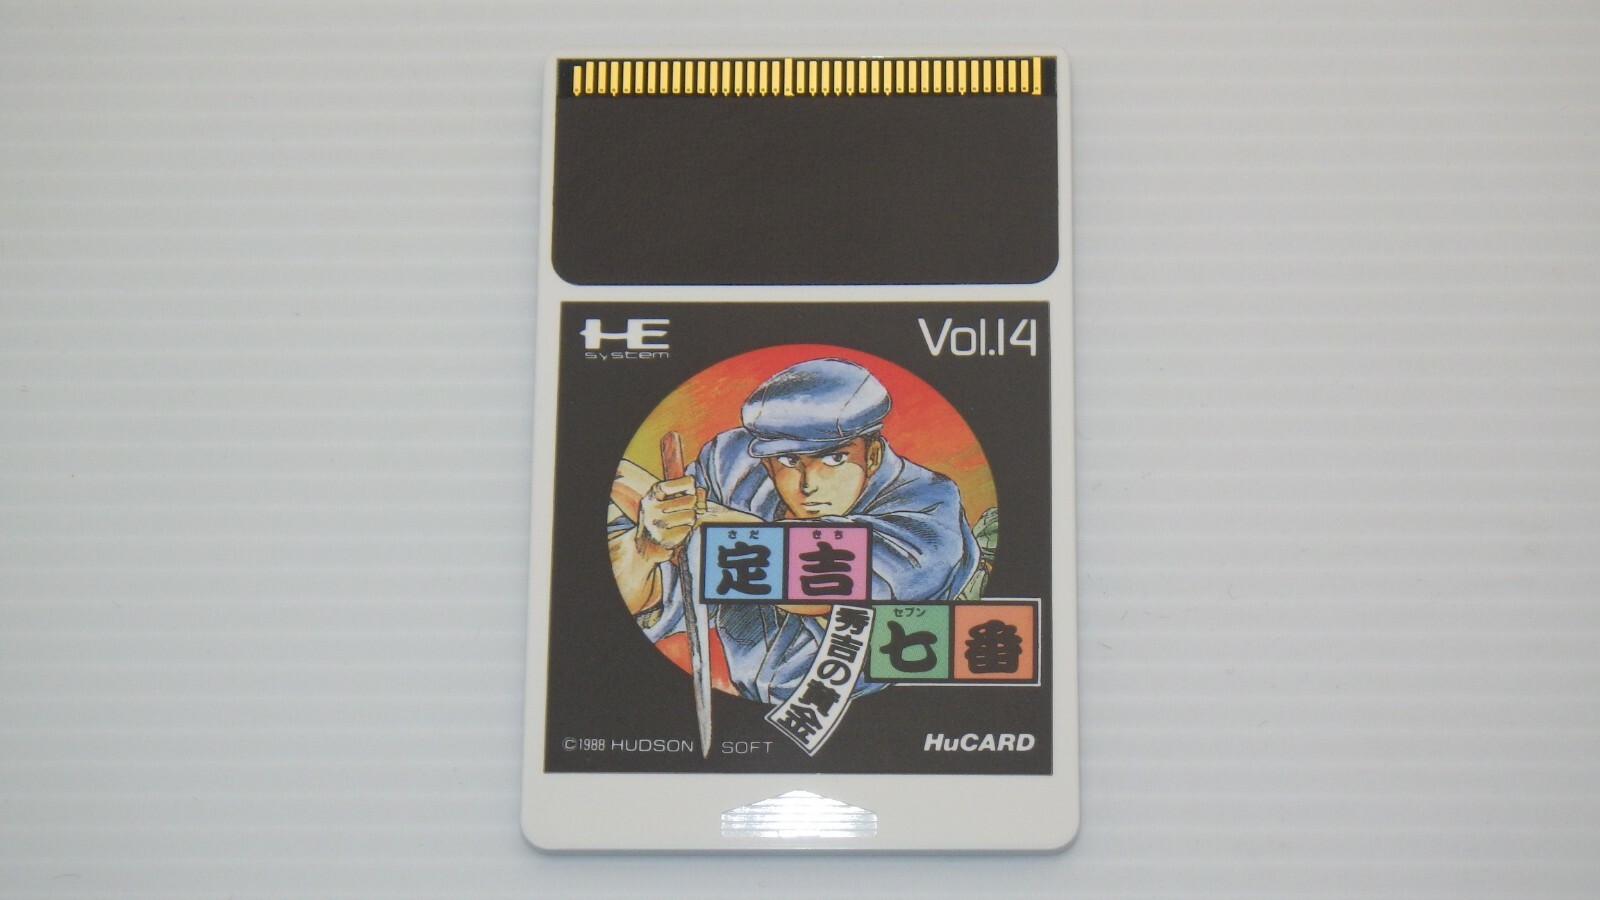 HE
system
Vol.14
さだ きち
定吉
セブン
七番
秀吉の黄金
©1988 HUDSON SOFT
HuCARD